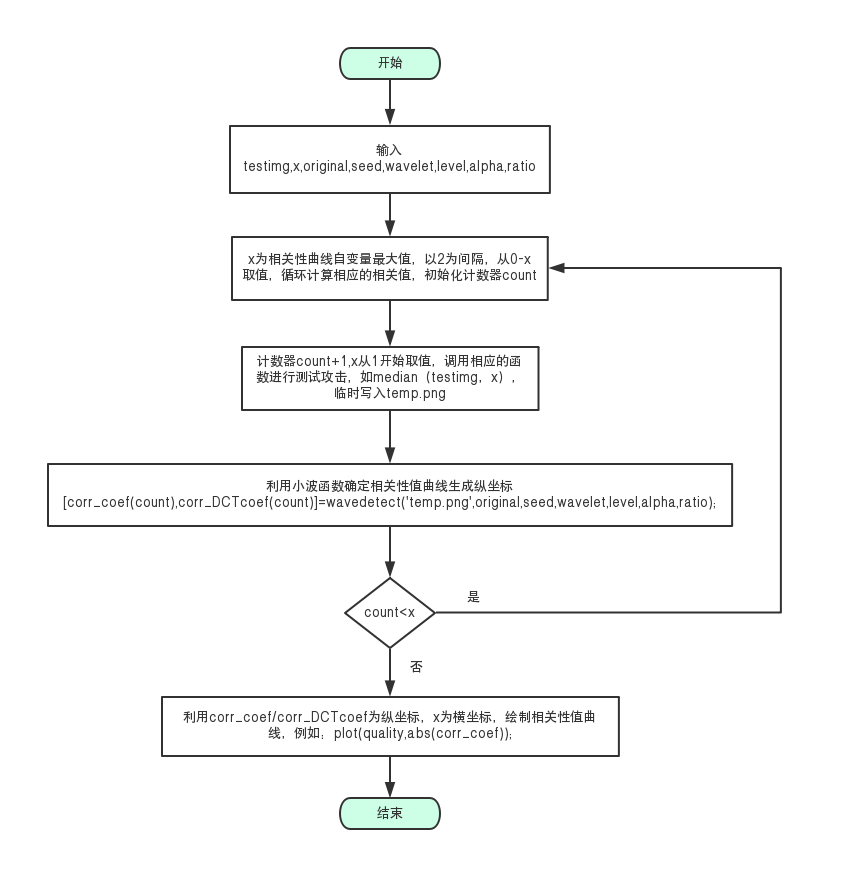 开始
输入
testimg,x,original,seed,wavelet,level,alpha,ratio
x为相关性曲线自变量最大值，以2为间隔，从0-x
取值，循环计算相应的相关值，初始化计数器count
计数器count+1,x从1开始取值，调用相应的函
数进行测试攻击，如median（testimg，x），
临时写入temp.png
利用小波函数确定相关性值曲线生成纵坐标
[corr_coef(count),corr_DCTcoef(count)]=wavedetect('temp.png',original,seed,wavelet,level,alpha,ratio);
count<x
是
否
利用corr_coef/corr_DCTcoef为纵坐标，x为横坐标，绘制相关性值曲
线，例如：plot(quality,abs(corr_coef));
结束